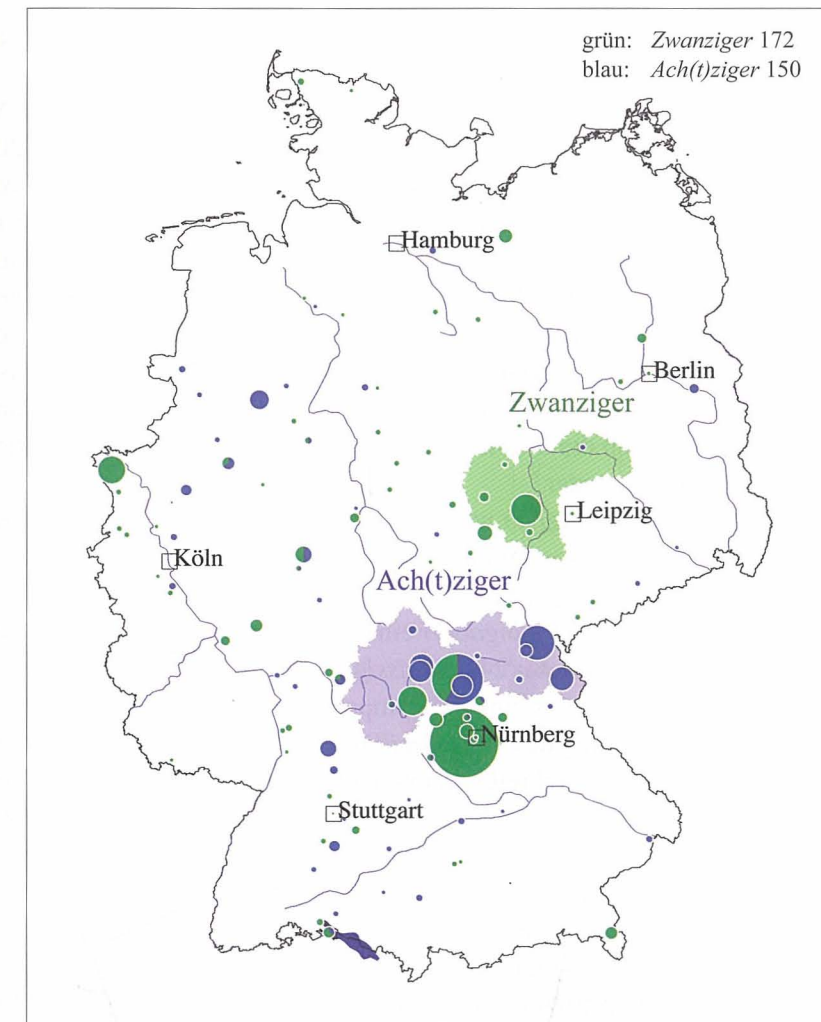 grün: Zwanziger 172
blau: Ach(t)ziger 150
Hamburg
Berlin
Zwanziger
Leipzig
Köln
Ach(t)ziger
Nürnberg
Stuttgart